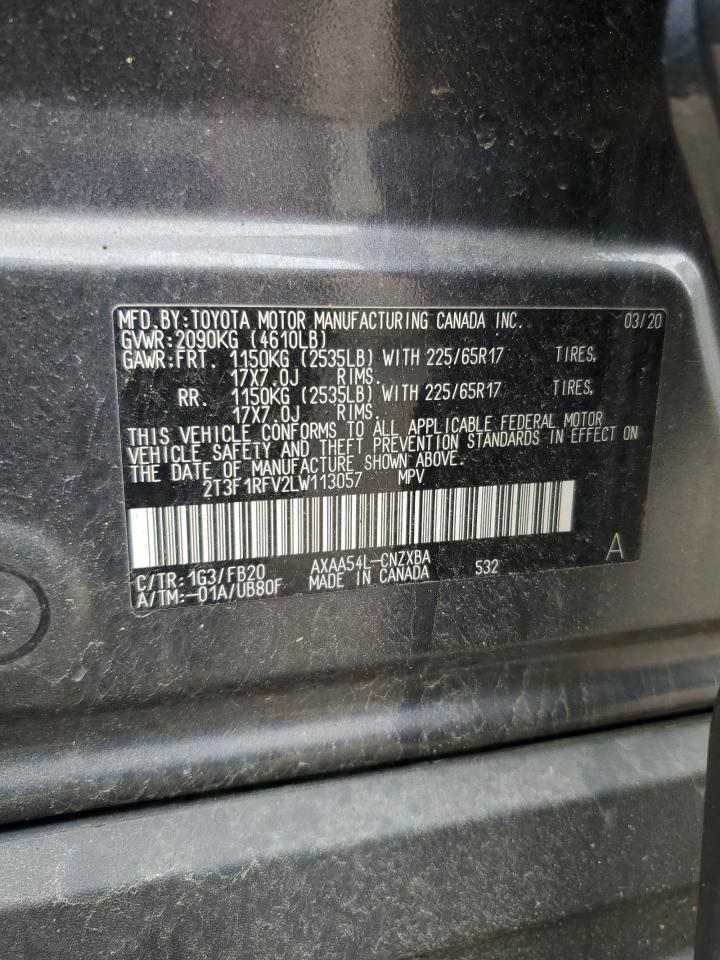 MFD.BY:TOYOTA MOTOR MANUFACTURING CANADA INC. 03/20
GVWR:2090KG (4610LB)
GAWR:FRT. 1150KG (2535LB) WITH 225/65R17 TIRES,
17X7.0J RIMS.
RR. 1150KG (2535LB) WITH 225/65R17 TIRES,
17X7.0J RIMS.
THIS VEHICLE CONFORMS TO ALL APPLICABLE FEDERAL MOTOR
VEHICLE SAFETY AND THEFT PREVENTION STANDARDS IN EFFECT ON
THE DATE OF MANUFACTURE SHOWN ABOVE.
2T3F1RFV2LW113057 MPV
C/TR:1G3/FB20 AXAA54L-CNZXBA 532 A
A/TM:-01A/UB80F MADE IN CANADA